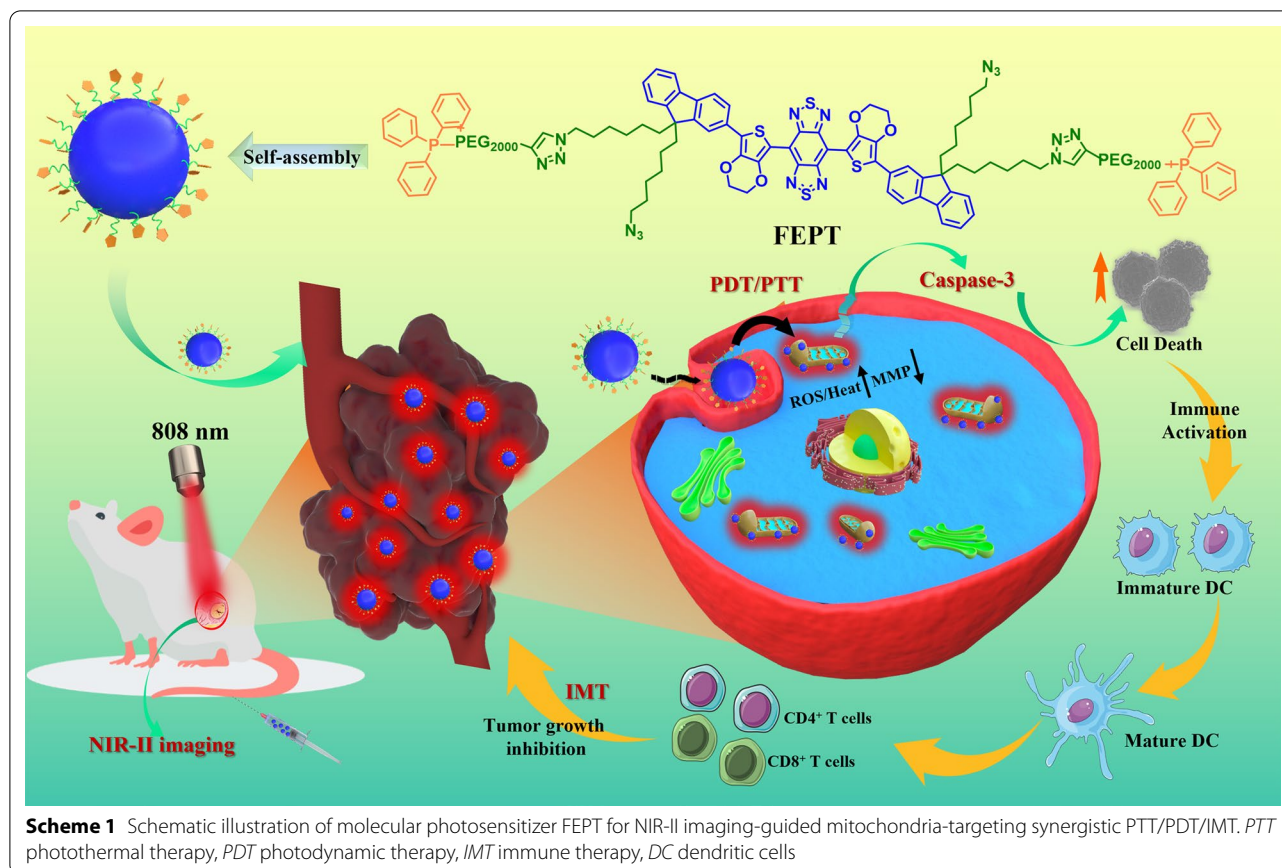 N₃
N₃
S
N N
N N
S
O
O
S
S
O
O
N=N
N
N
N=N
P
PEG₂₀₀₀
PEG₂₀₀₀
P
Self-assembly
FEPT
PDT/PTT
Caspase-3
Cell Death
ROS/Heat
MMP
808 nm
Immune
Activation
Immature DC
Mature DC
CD4⁺ T cells
CD8⁺ T cells
IMT
Tumor growth
inhibition
NIR-II imaging
Scheme 1 Schematic illustration of molecular photosensitizer FEPT for NIR-II imaging-guided mitochondria-targeting synergistic PTT/PDT/IMT. PTT
photothermal therapy, PDT photodynamic therapy, IMT immune therapy, DC dendritic cells